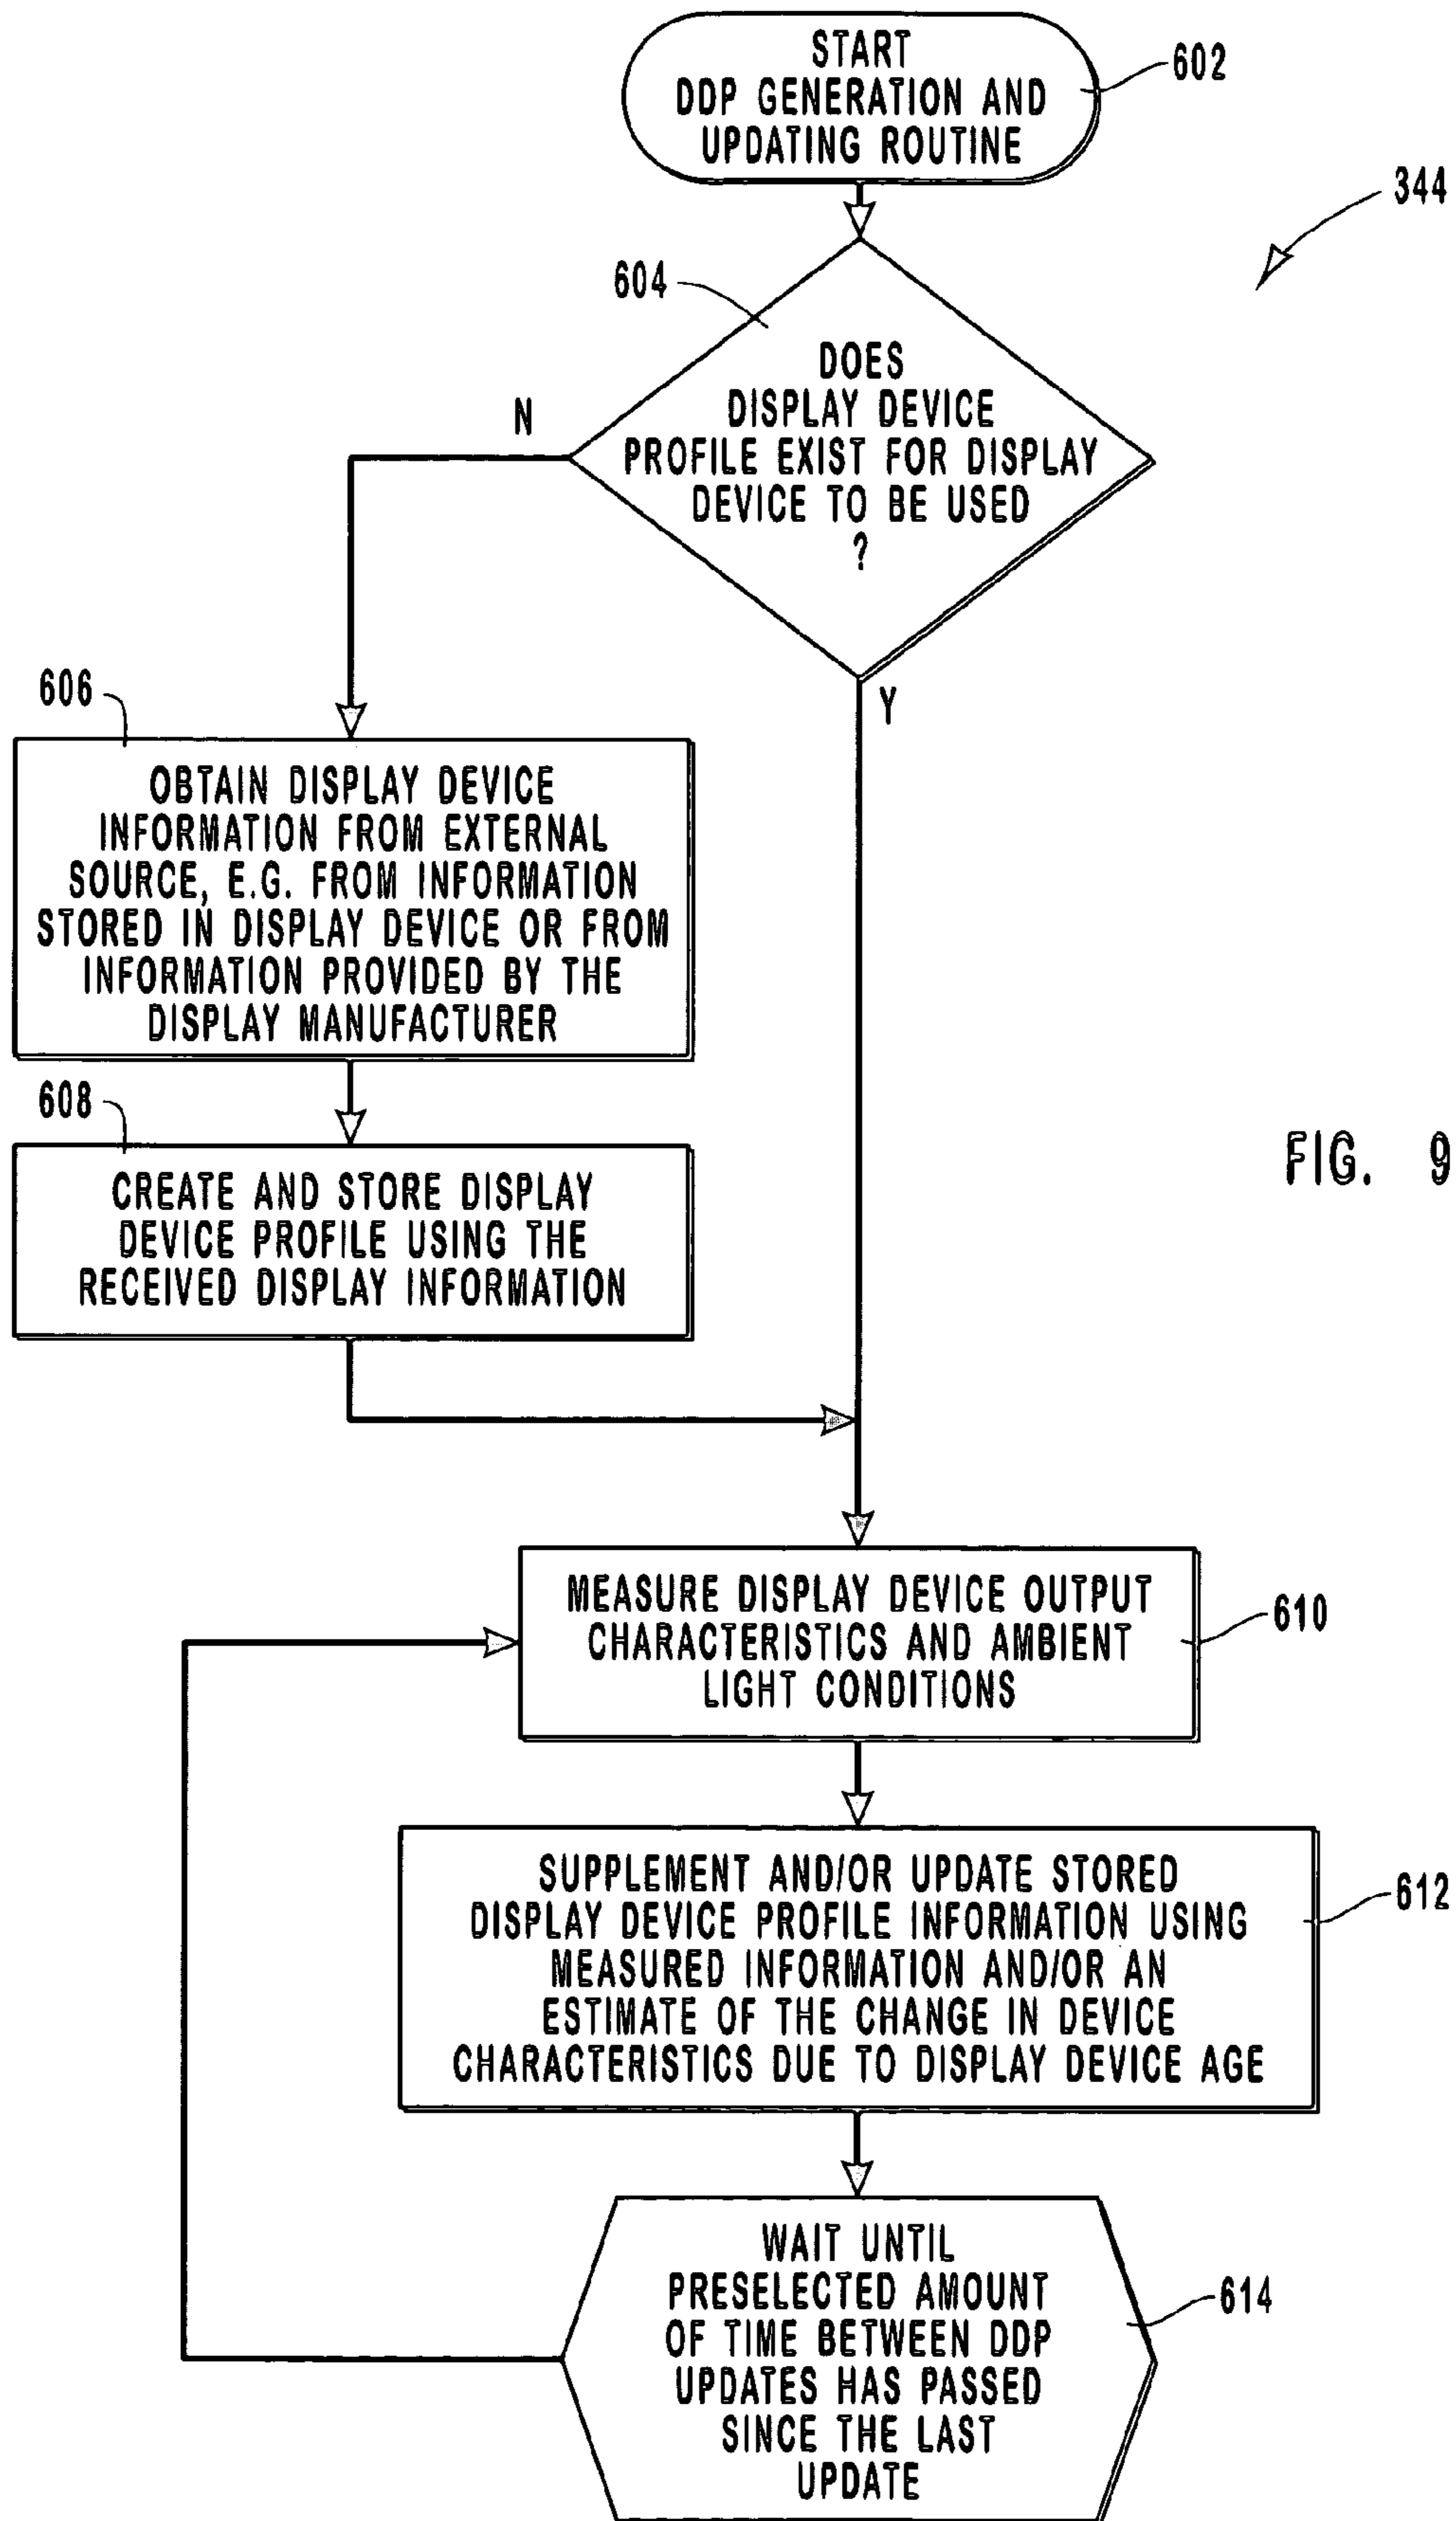 START
DDP GENERATION AND
UPDATING ROUTINE
602
344
604
DOES
DISPLAY DEVICE
PROFILE EXIST FOR DISPLAY
DEVICE TO BE USED
?
N
Y
606
OBTAIN DISPLAY DEVICE
INFORMATION FROM EXTERNAL
SOURCE, E.G. FROM INFORMATION
STORED IN DISPLAY DEVICE OR FROM
INFORMATION PROVIDED BY THE
DISPLAY MANUFACTURER
608
CREATE AND STORE DISPLAY
DEVICE PROFILE USING THE
RECEIVED DISPLAY INFORMATION
FIG. 9
MEASURE DISPLAY DEVICE OUTPUT
CHARACTERISTICS AND AMBIENT
LIGHT CONDITIONS
610
SUPPLEMENT AND/OR UPDATE STORED
DISPLAY DEVICE PROFILE INFORMATION USING
MEASURED INFORMATION AND/OR AN
ESTIMATE OF THE CHANGE IN DEVICE
CHARACTERISTICS DUE TO DISPLAY DEVICE AGE
612
WAIT UNTIL
PRESELECTED AMOUNT
OF TIME BETWEEN DDP
UPDATES HAS PASSED
SINCE THE LAST
UPDATE
614